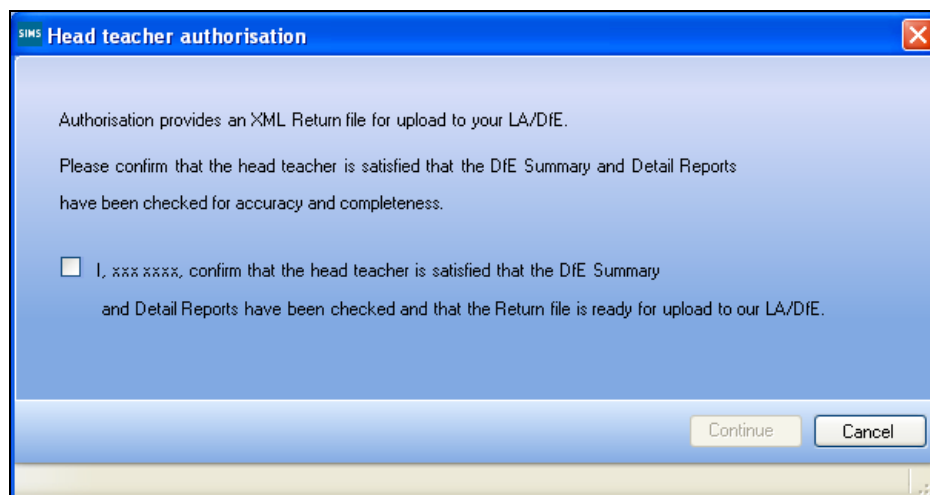 SIMS Head teacher authorisation
Authorisation provides an XML Return file for upload to your LA/DfE.
Please confirm that the head teacher is satisfied that the DfE Summary and Detail Reports
have been checked for accuracy and completeness.
I, xxx xxxx, confirm that the head teacher is satisfied that the DfE Summary
and Detail Reports have been checked and that the Return file is ready for upload to our LA/DfE.
Continue Cancel